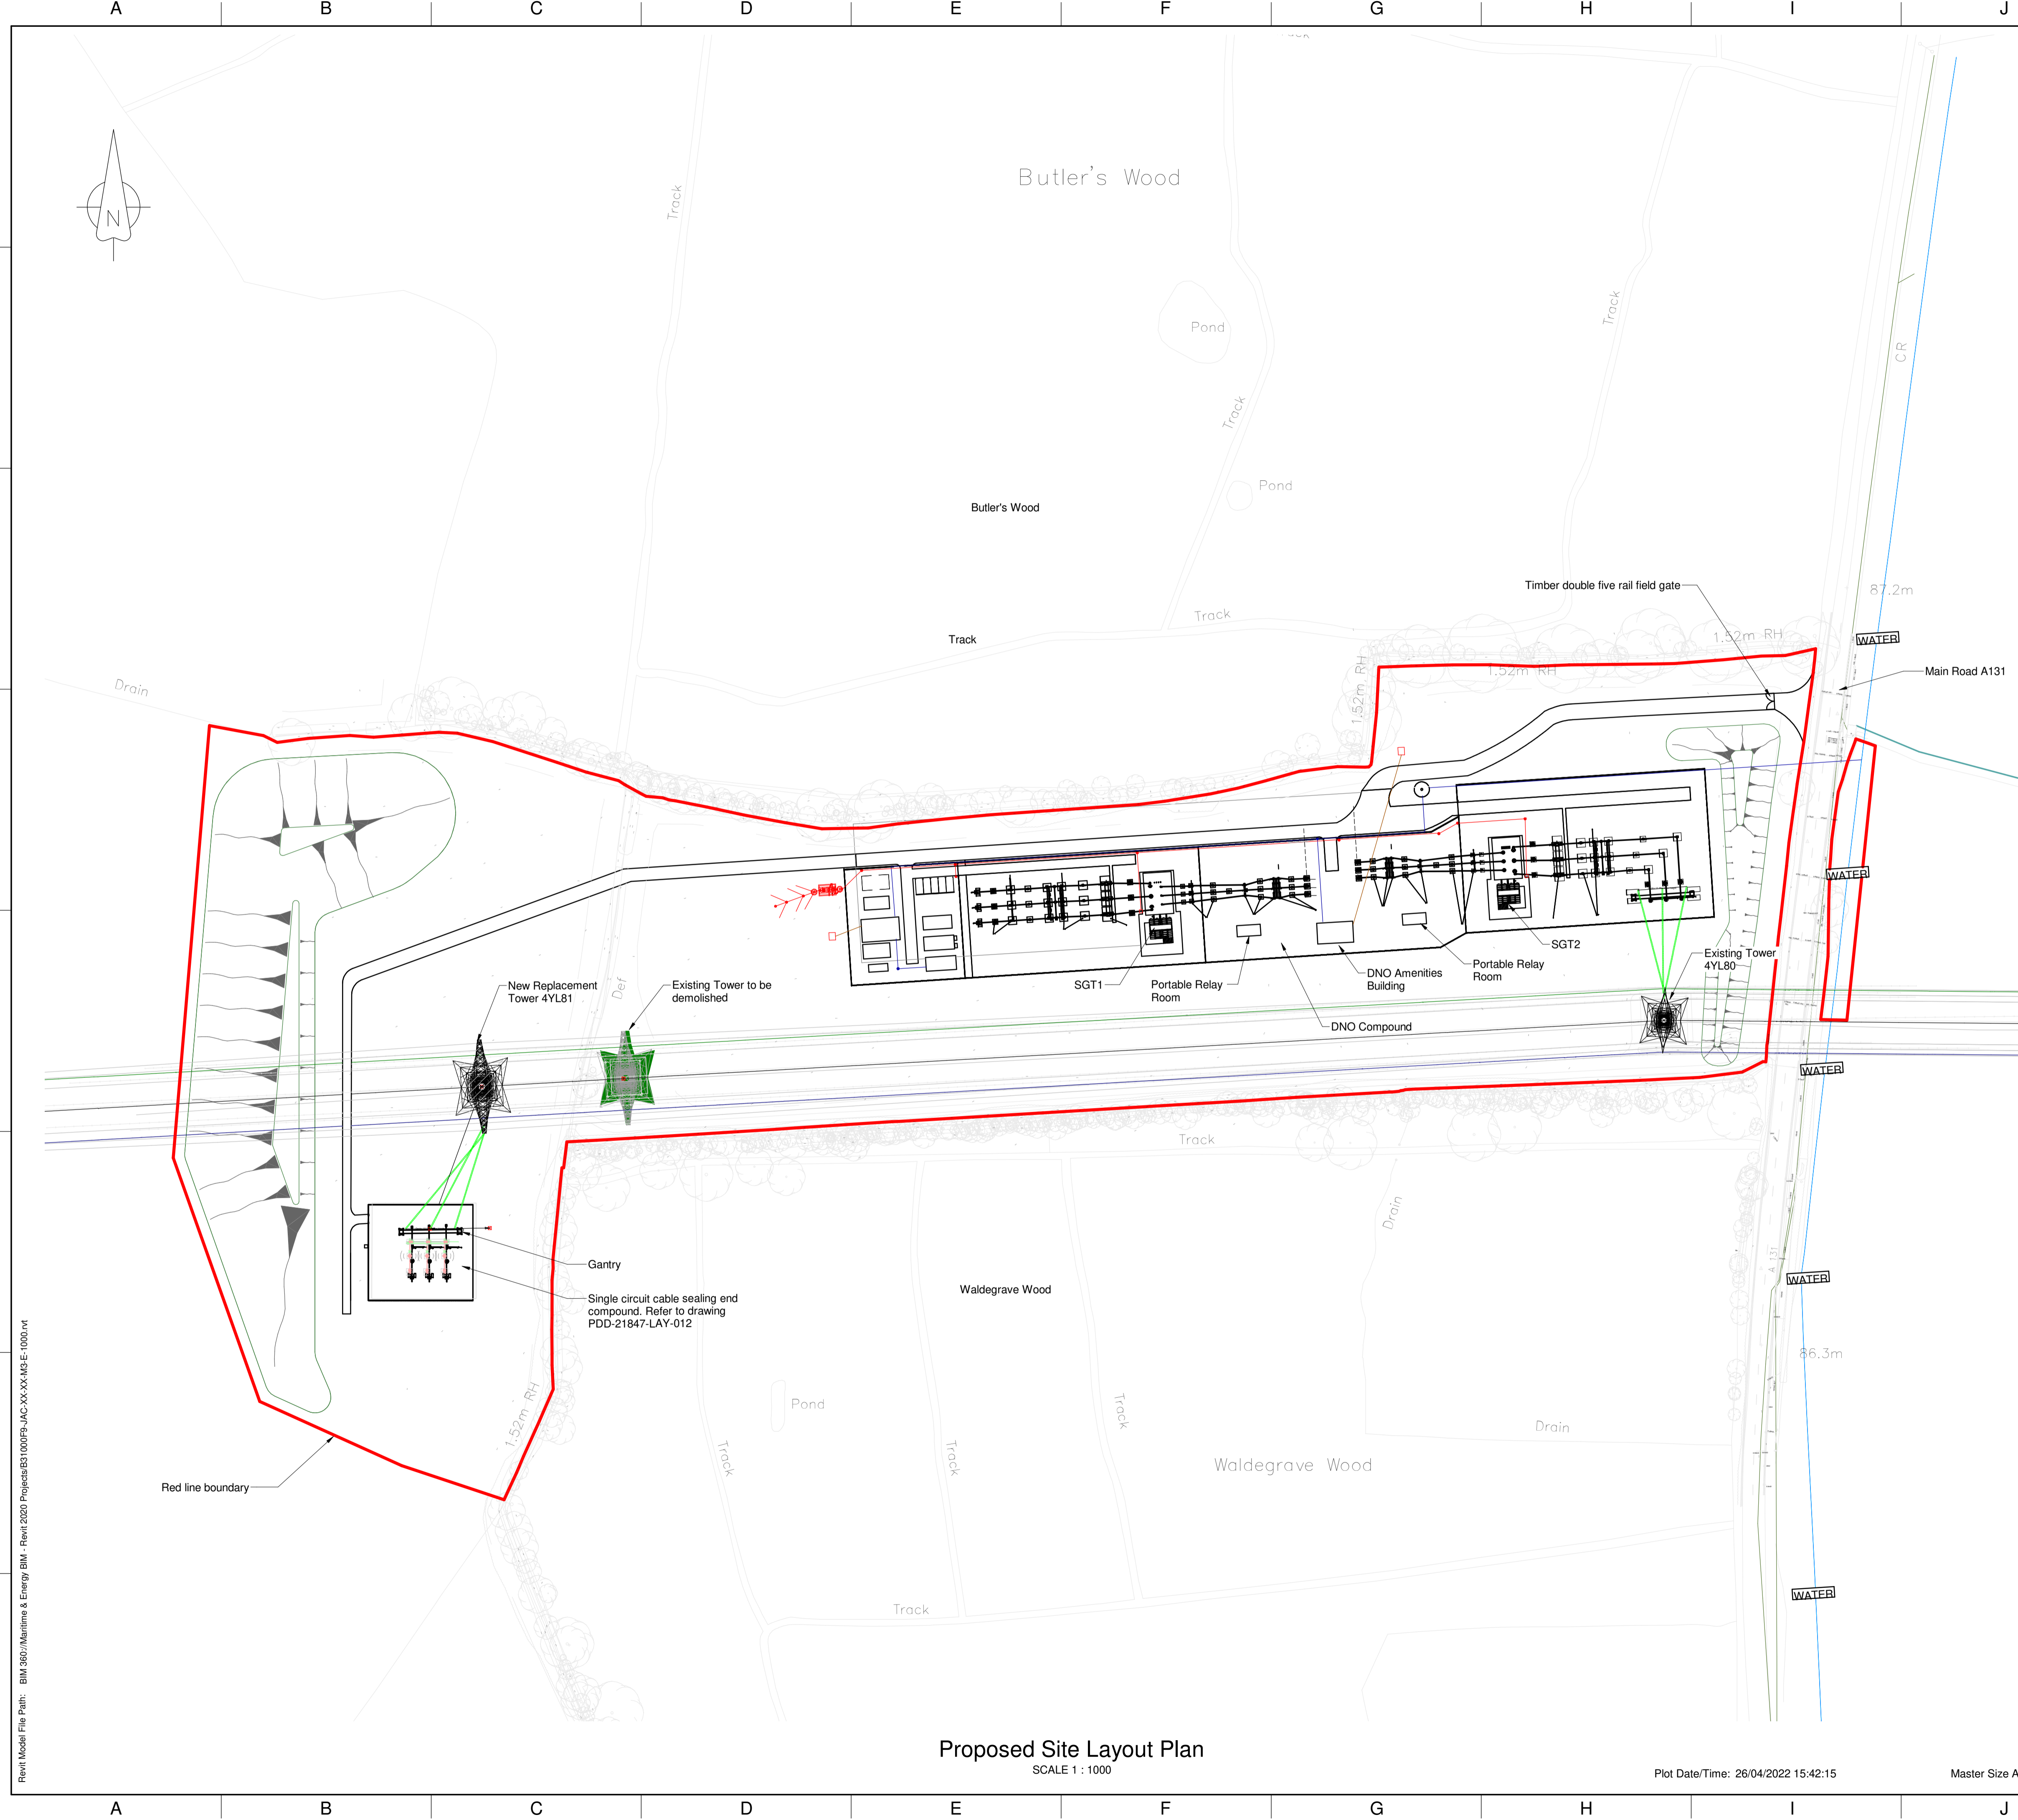 A B C D E F G H I J
Butler's Wood
N
Track
Pond
Track
CR
Track
Pond
Butler's Wood
Timber double five rail field gate
87.2m
Track
Track
1.52m RH
WATER
1.52m RH
Main Road A131
Drain
1.52m RH
WATER
SGT2
Existing Tower
4YL80
Portable Relay
Room
DNO Amenities
Building
SGT1
Portable Relay
Room
DNO Compound
New Replacement
Tower 4YL81
Def
Existing Tower to be
demolished
WATER
Track
Drain
A 131
Gantry
WATER
Waldegrave Wood
Single circuit cable sealing end
compound. Refer to drawing
PDD-21847-LAY-012
86.3m
1.52m RH
Pond
Track
Drain
Track
Track
Waldegrave Wood
Red line boundary
WATER
Track
Revit Model File Path: BIM 360://Maritime & Energy BIM - Revit 2020 Projects/B31000F9-JAC-XX-XX-M3-E-1000.rvt
Proposed Site Layout Plan
SCALE 1 : 1000
Plot Date/Time: 26/04/2022 15:42:15
Master Size A
A B C D E F G H I J